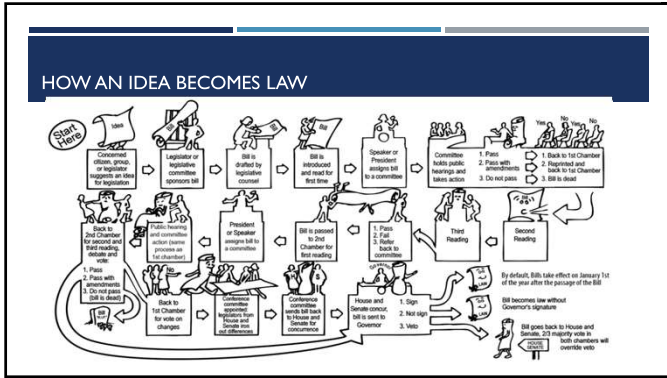 HOW AN IDEA BECOMES LAW
Start
Here
Idea
Concerned
citizen, group,
or legislator
suggests an idea
for legislation
Bill
Legislator or
legislative
committee
sponsors bill
Bill is
drafted by
legislative
counsel
Bill
Bill is
introduced
and read for
first time
Speaker or
President
assigns bill
to a committee
Committee
holds public
hearings and
takes action
1. Pass
2. Pass with
amendments
3. Do not pass
Yes
No
Yes
No
1. Back to 1st Chamber
2. Reprinted and
back to 1st Chamber
3. Bill is dead
Second
Reading
Third
Reading
1. Pass
2. Fail
3. Refer
back to
committee
Bill is passed
to 2nd
Chamber for
first reading
President
or Speaker
assigns bill to
a committee
Public hearing
and committee
action (same
process as
1st chamber)
Back to
2nd Chamber
for second and
third reading,
debate and
vote:
1. Pass
2. Pass with
amendments
3. Do not pass
(bill is dead)
Bill
No
Back to
1st Chamber
for vote on
changes
Conference
committee
appointed:
legislators from
House and
Senate iron
out differences
Conference
committee
sends bill back
to House and
Senate for
concurrence
House and
Senate concur,
bill is sent to
Governor
1. Sign
2. Not sign
3. Veto
LAW
By default, Bills take effect on January 1st
of the year after the passage of the Bill
LAW
Bill becomes law without
Governor's signature
Bill goes back to House and
Senate, 2/3 majority vote in
both chambers will
override veto
HOUSE
SENATE